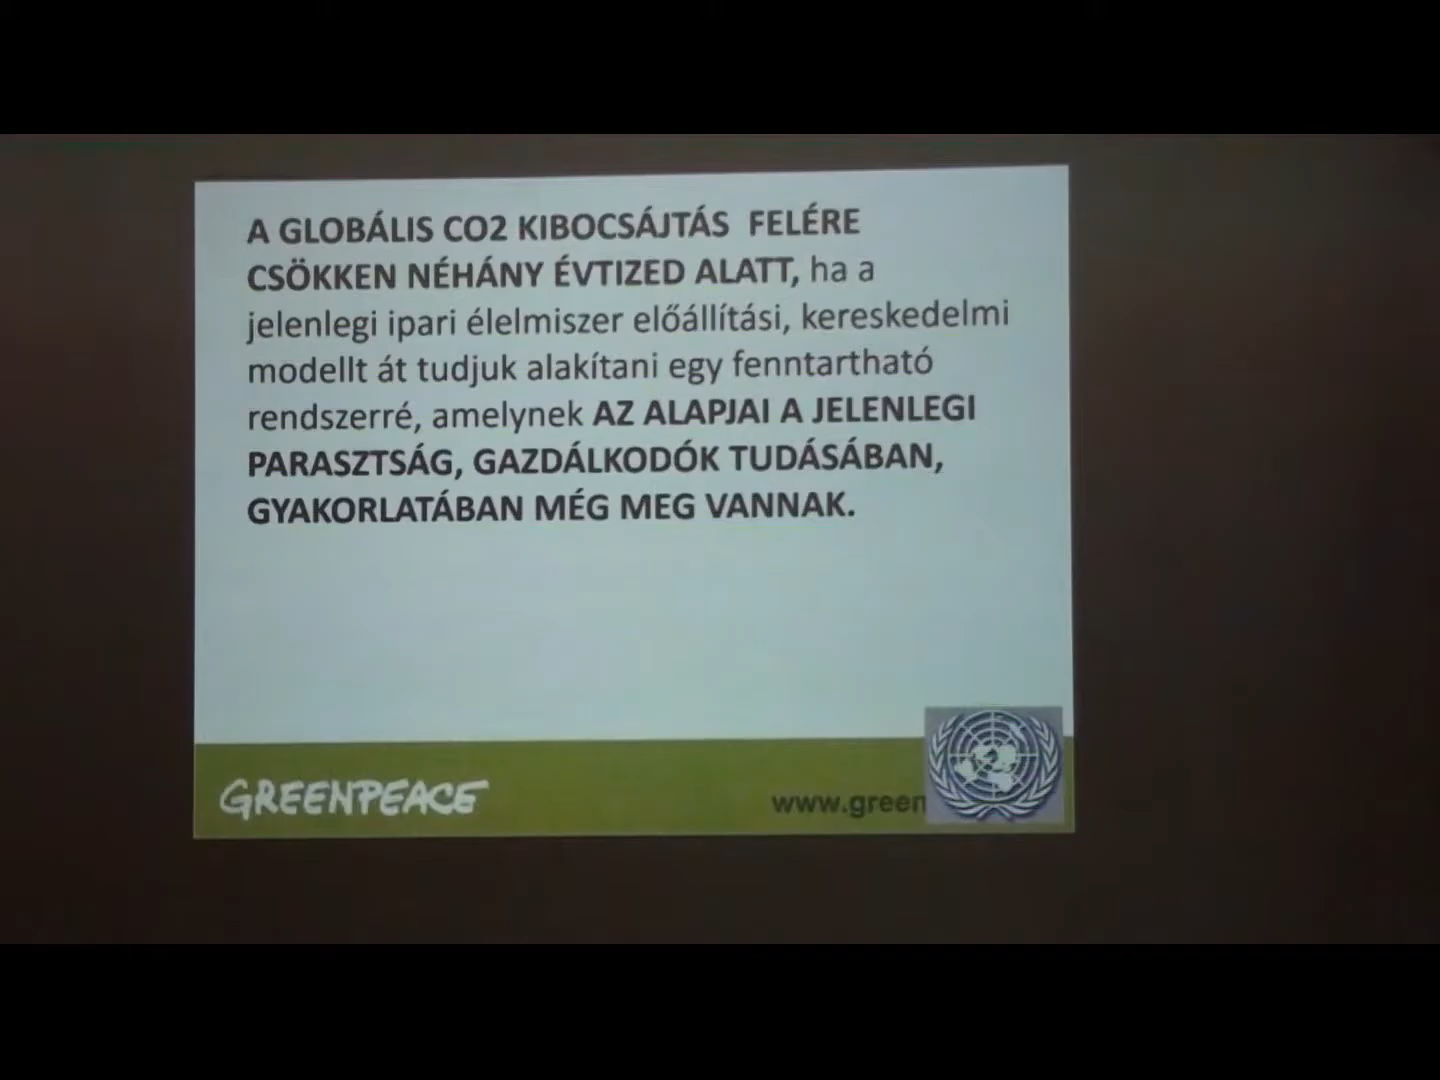 A GLOBÁLIS CO2 KIBOCSÁJTÁS FELÉRE
CSÖKKEN NÉHÁNY ÉVTIZED ALATT, ha a
jelenlegi ipari élelmiszer előállítási, kereskedelmi
modellt át tudjuk alakítani egy fenntartható
rendszerré, amelynek AZ ALAPJAI A JELENLEGI
PARASZTSÁG, GAZDÁLKODÓK TUDÁSÁBAN,
GYAKORLATÁBAN MÉG MEG VANNAK.
GREENPEACE www.green